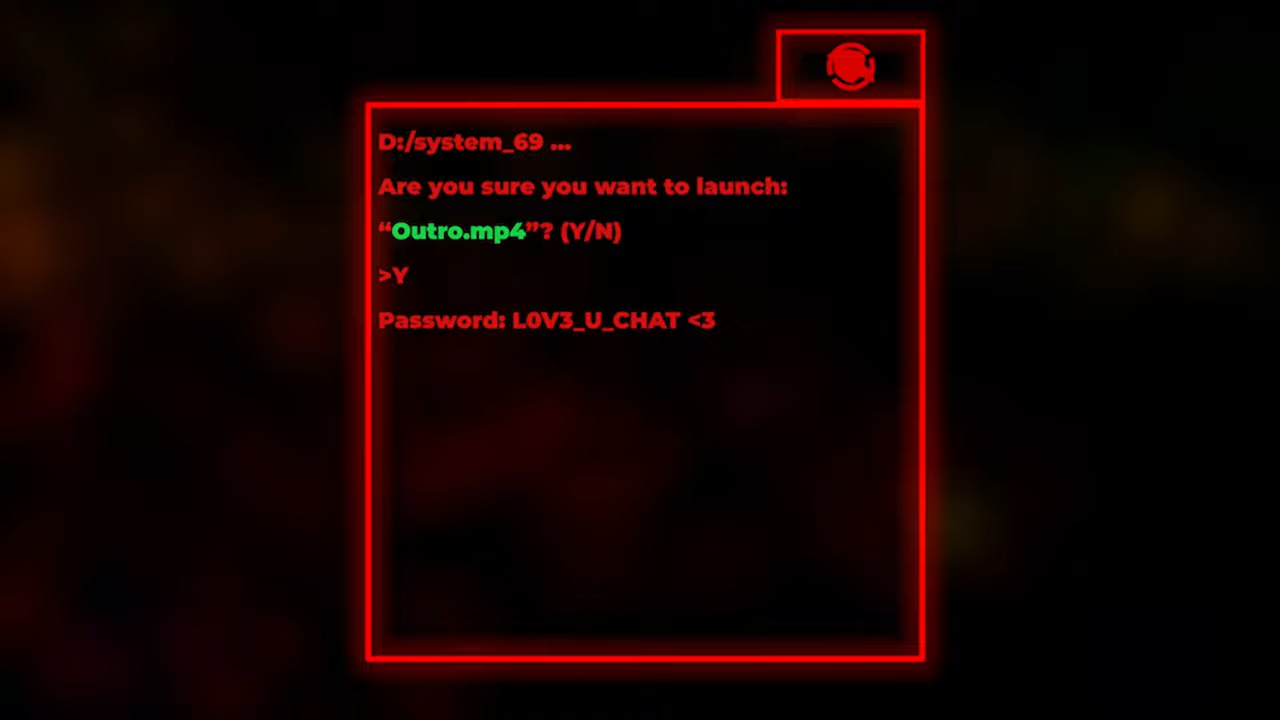 D:/system_69 ...
Are you sure you want to launch:
“Outro.mp4”? (Y/N)
>Y
Password: L0V3_U_CHAT <3